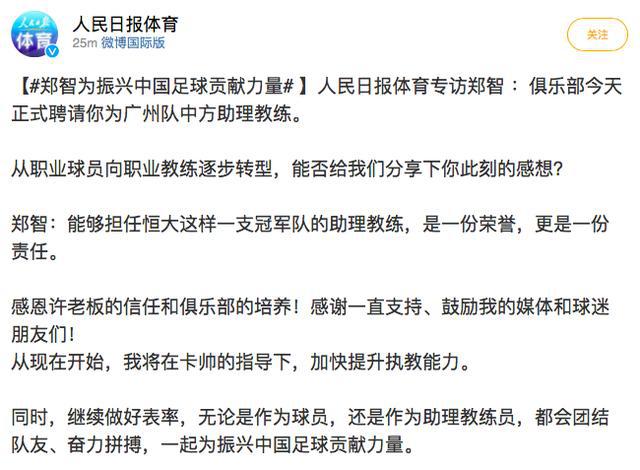 人民日报
体育
人民日报体育
25m 微博国际版
关注
【#郑智为振兴中国足球贡献力量# 】人民日报体育专访郑智 ：俱乐部今天
正式聘请你为广州队中方助理教练。
从职业球员向职业教练逐步转型，能否给我们分享下你此刻的感想？
郑智：能够担任恒大这样一支冠军队的助理教练，是一份荣誉，更是一份
责任。
感恩许老板的信任和俱乐部的培养！感谢一直支持、鼓励我的媒体和球迷
朋友们！
从现在开始，我将在卡帅的指导下，加快提升执教能力。
同时，继续做好表率，无论是作为球员，还是作为助理教练员，都会团结
队友、奋力拼搏，一起为振兴中国足球贡献力量。